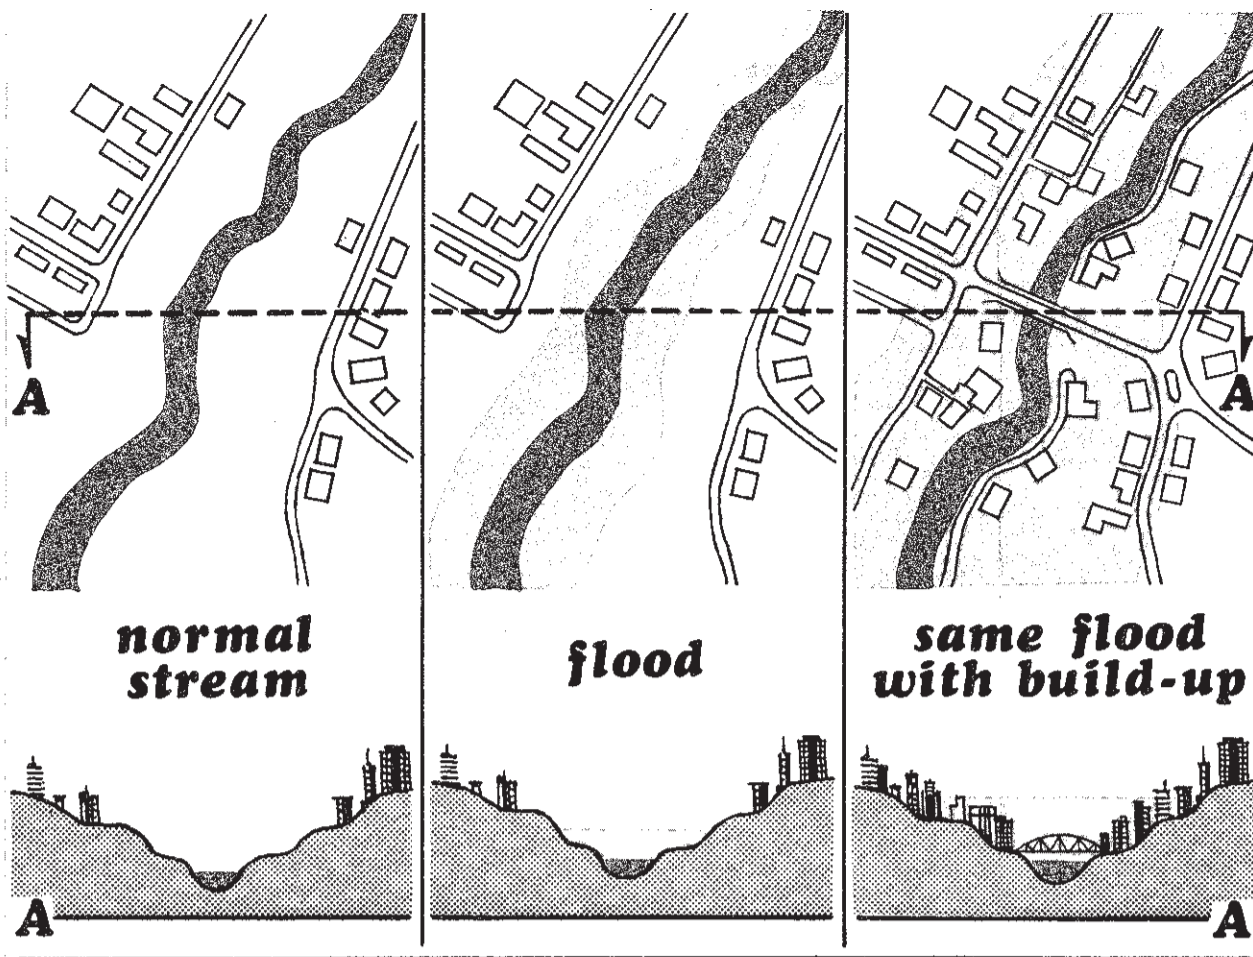 A
A
normal
stream
flood
same flood
with build-up
A
A